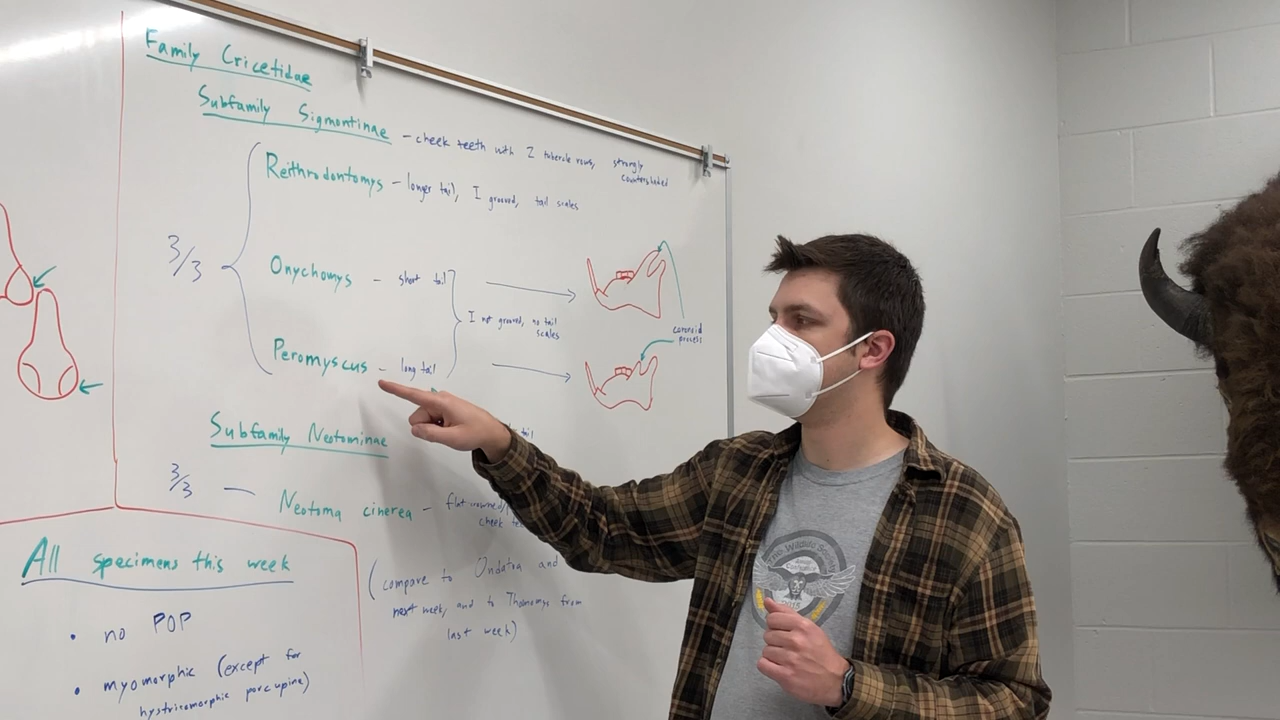 Family Cricetidae
Subfamily Sigmontinae - cheek teeth with 2 tubercle rows, strongly
countershaded
Reithrodontomys - longer tail, I grooved, tail scales
3/3
Onychomys - short tail
I not grooved, no tail
scales
coronoid
process
Peromyscus - long tail
Subfamily Neotominae
tail
3/3 - Neotoma cinerea - flat crowned/
cheek
(compare to Ondatra and
next week, and to Thomomys from
last week)
All specimens this week
• no POP
• myomorphic (except for
hystricomorphic porcupine)
Wildlife